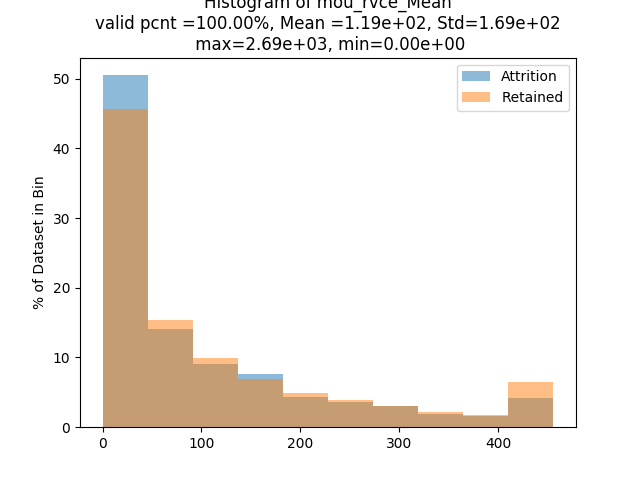 Histogram of mou_rvce_Mean
valid pcnt =100.00%, Mean =1.19e+02, Std=1.69e+02
max=2.69e+03, min=0.00e+00
Attrition
Retained
% of Dataset in Bin
50
40
30
20
10
0
0 100 200 300 400